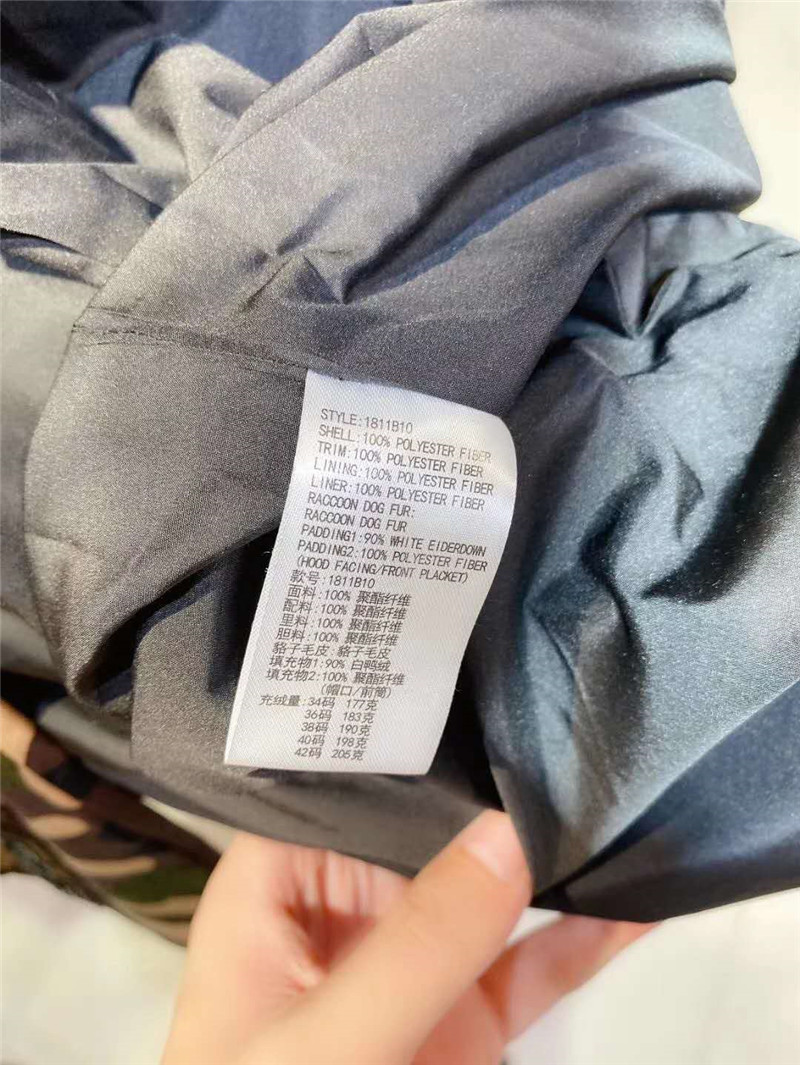 STYLE:1811B10
SHELL:100% POLYESTER FIBER
TRIM:100% POLYESTER FIBER
LINING:100% POLYESTER FIBER
LINER:100% POLYESTER FIBER
RACCOON DOG FUR:
RACCOON DOG FUR
PADDING1:90% WHITE EIDERDOWN
PADDING2:100% POLYESTER FIBER
(HOOD FACING/FRONT PLACKET)
款号:1811B10
面料:100% 聚酯纤维
配料:100% 聚酯纤维
里料:100% 聚酯纤维
胆料:100% 聚酯纤维
貉子毛皮:貉子毛皮
填充物1:90% 白鸭绒
填充物2:100% 聚酯纤维
(帽口/前筒)
充绒量:34码 177克
36码 183克
38码 190克
40码 198克
42码 205克